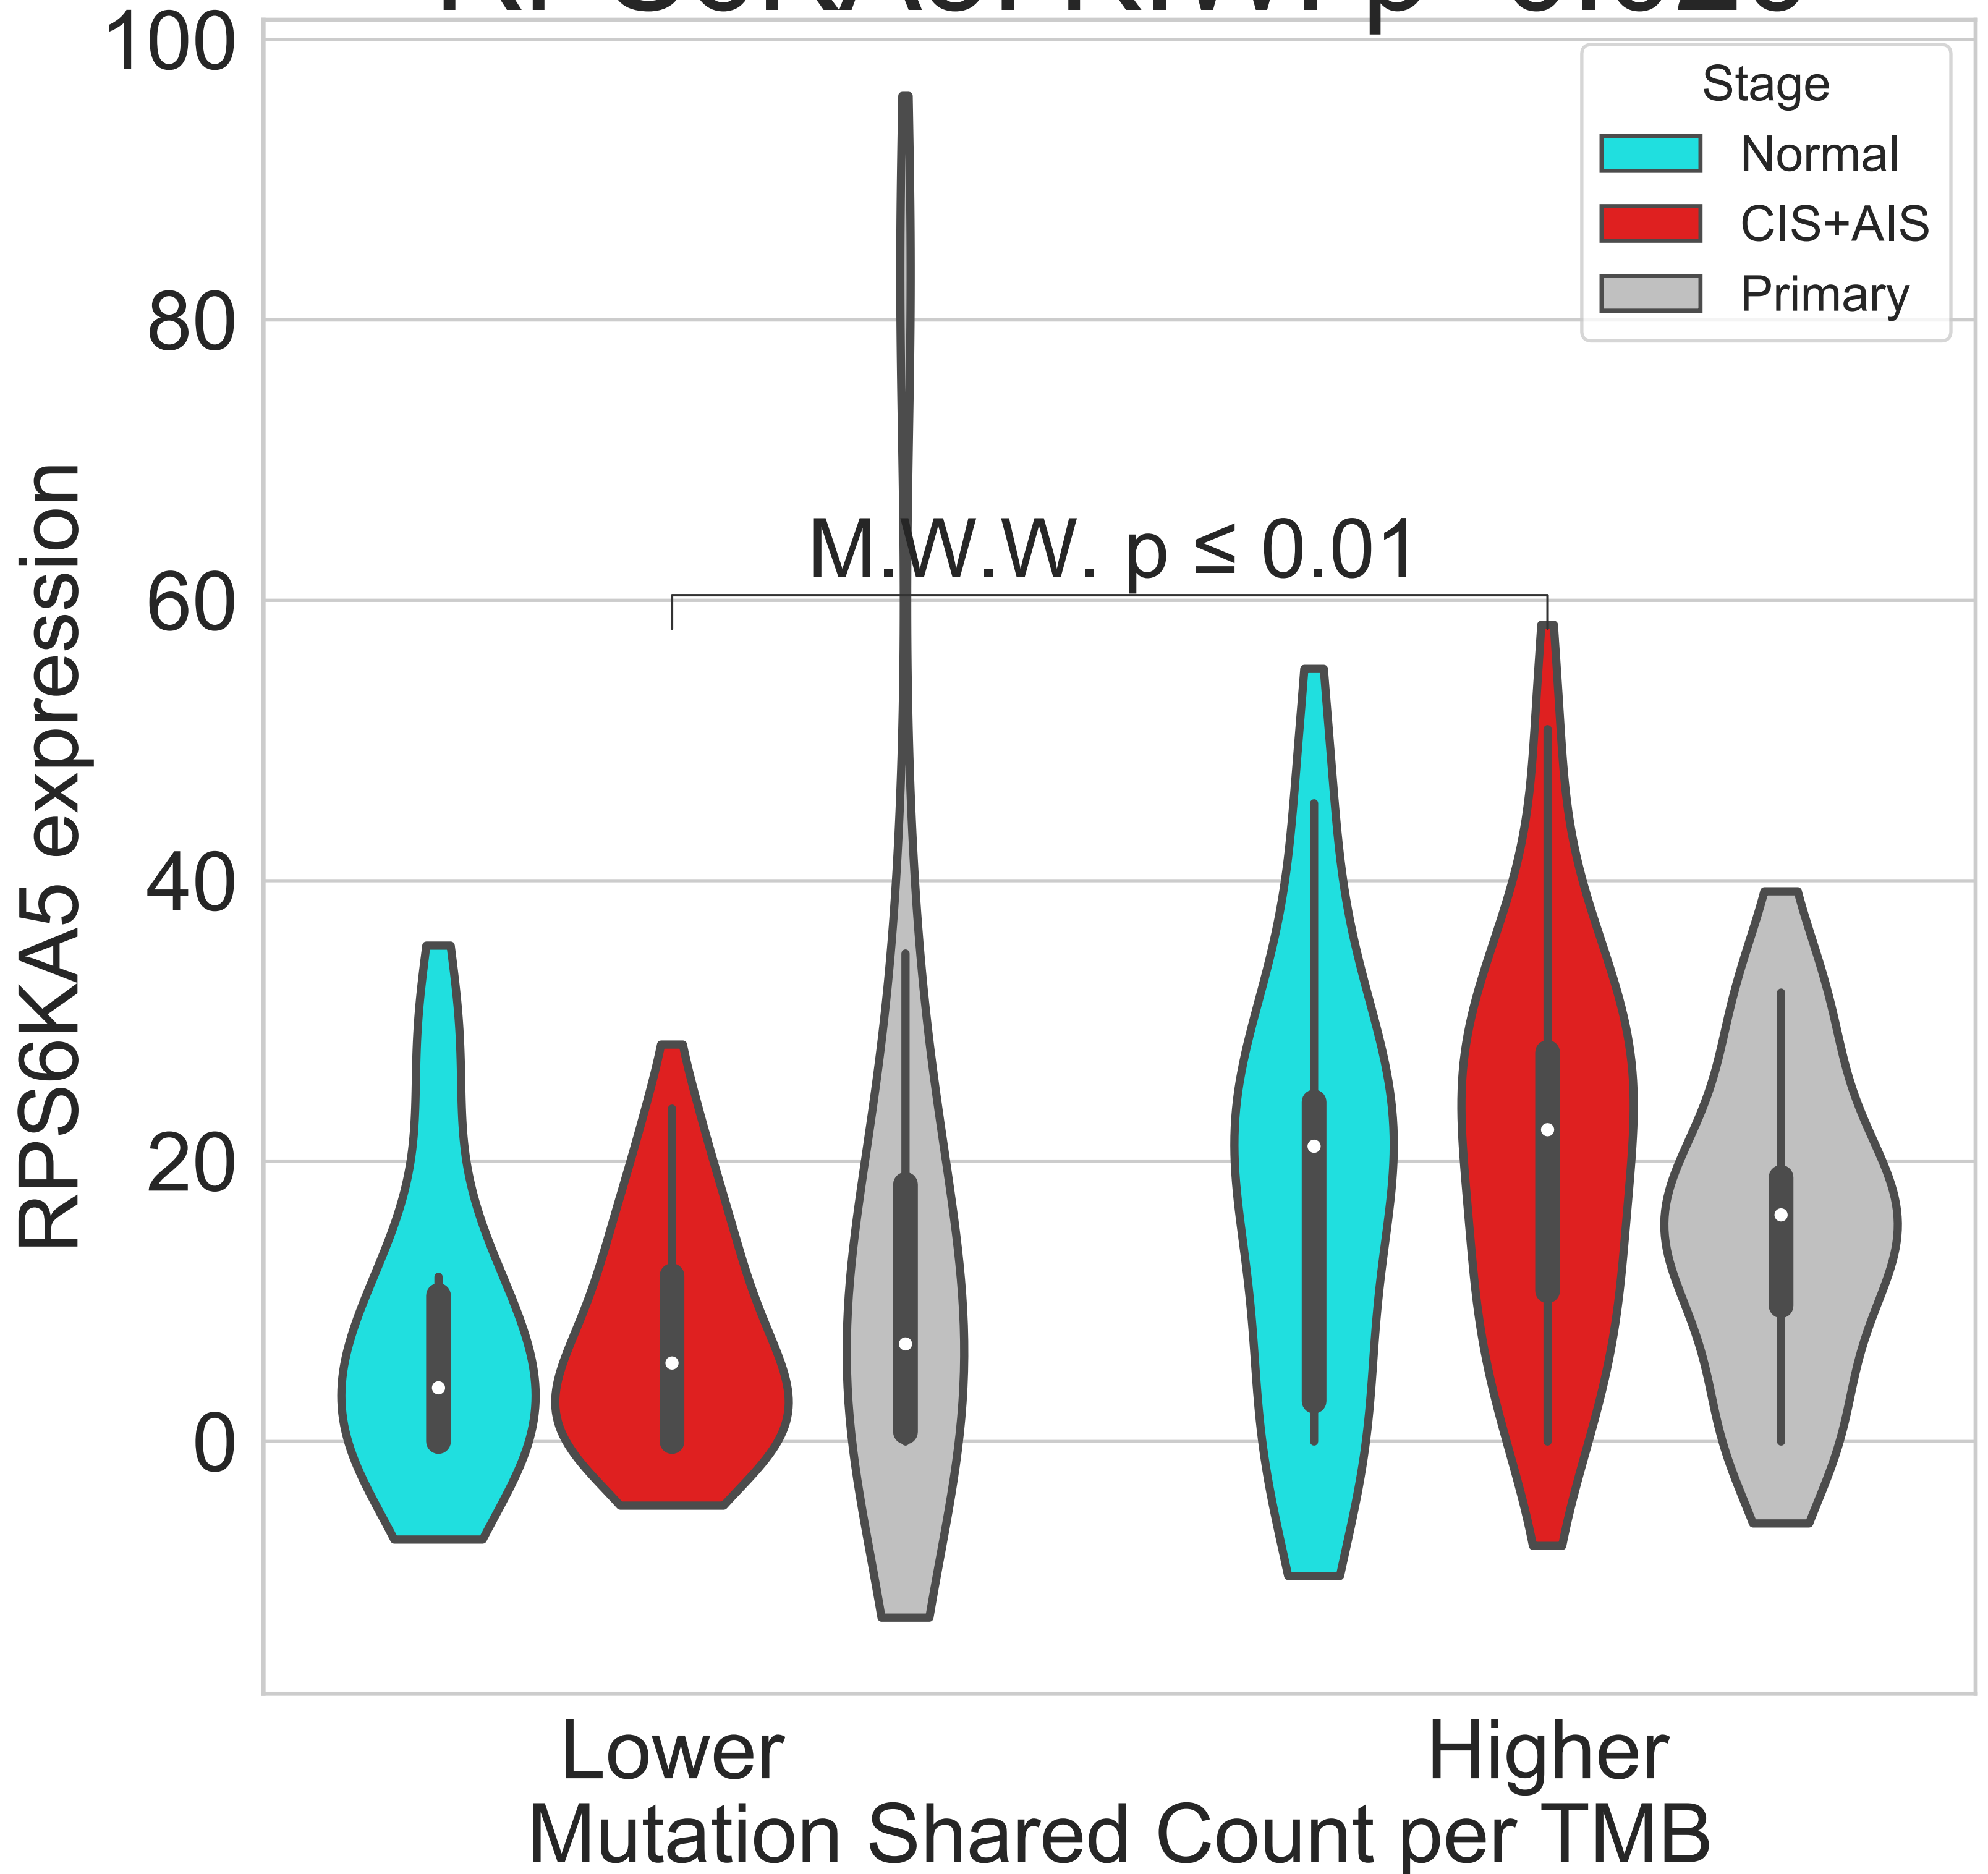 100
80
60
40
20
0
RPS6KA5 expression
Stage
Normal
CIS+AIS
Primary
M.W.W. p ≤ 0.01
Lower
Higher
Mutation Shared Count per TMB